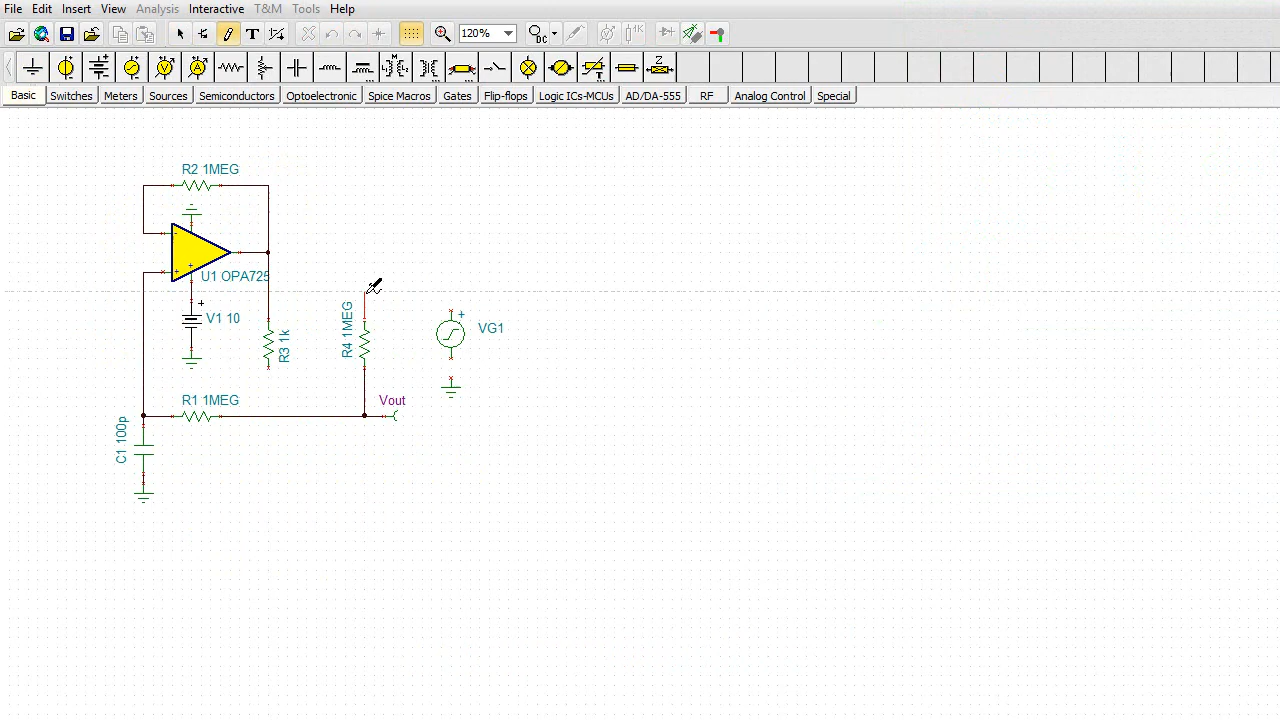 File Edit Insert View Analysis Interactive T&M Tools Help
T 120% DC 1K
V A Z
Basic Switches Meters Sources Semiconductors Optoelectronic Spice Macros Gates Flip-flops Logic ICs-MCUs AD/DA-555 RF Analog Control Special
R2 1MEG
-
+ +
U1 OPA725
+
V1 10
R3 1k
R4 1MEG
+
VG1
R1 1MEG
Vout
C1 100p